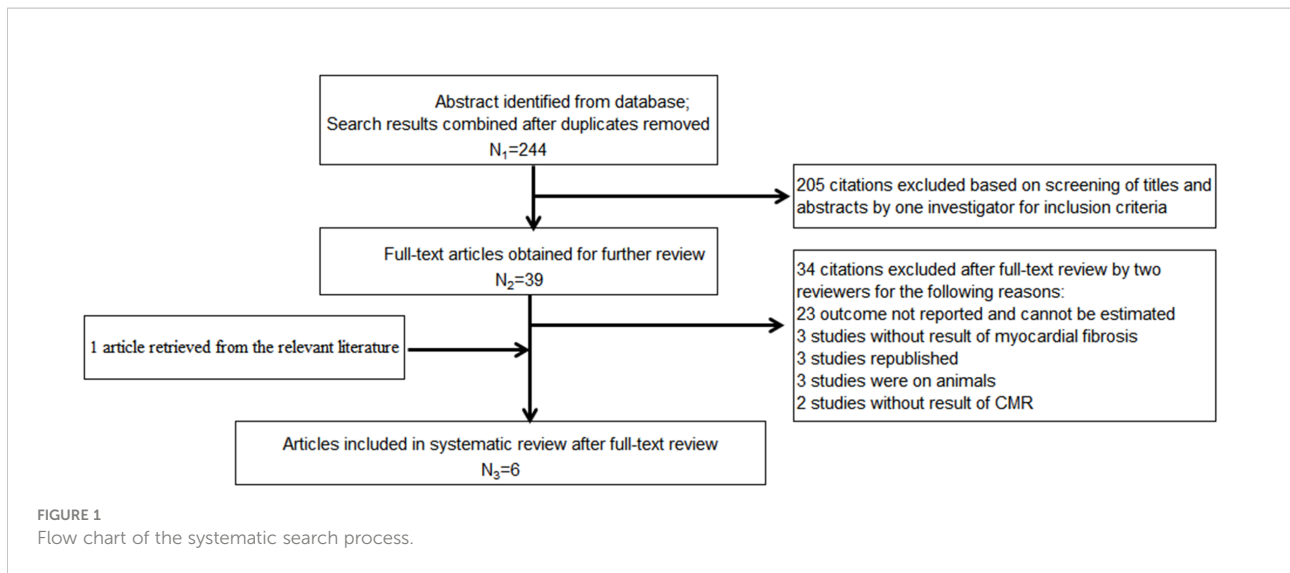 Abstract identified from database;
Search results combined after duplicates removed
N₁=244
205 citations excluded based on screening of titles and
abstracts by one investigator for inclusion criteria
Full-text articles obtained for further review
N₂=39
34 citations excluded after full-text review by two
reviewers for the following reasons:
23 outcome not reported and cannot be estimated
3 studies without result of myocardial fibrosis
3 studies republished
3 studies were on animals
2 studies without result of CMR
1 article retrieved from the relevant literature
Articles included in systematic review after full-text review
N₃=6
FIGURE 1
Flow chart of the systematic search process.